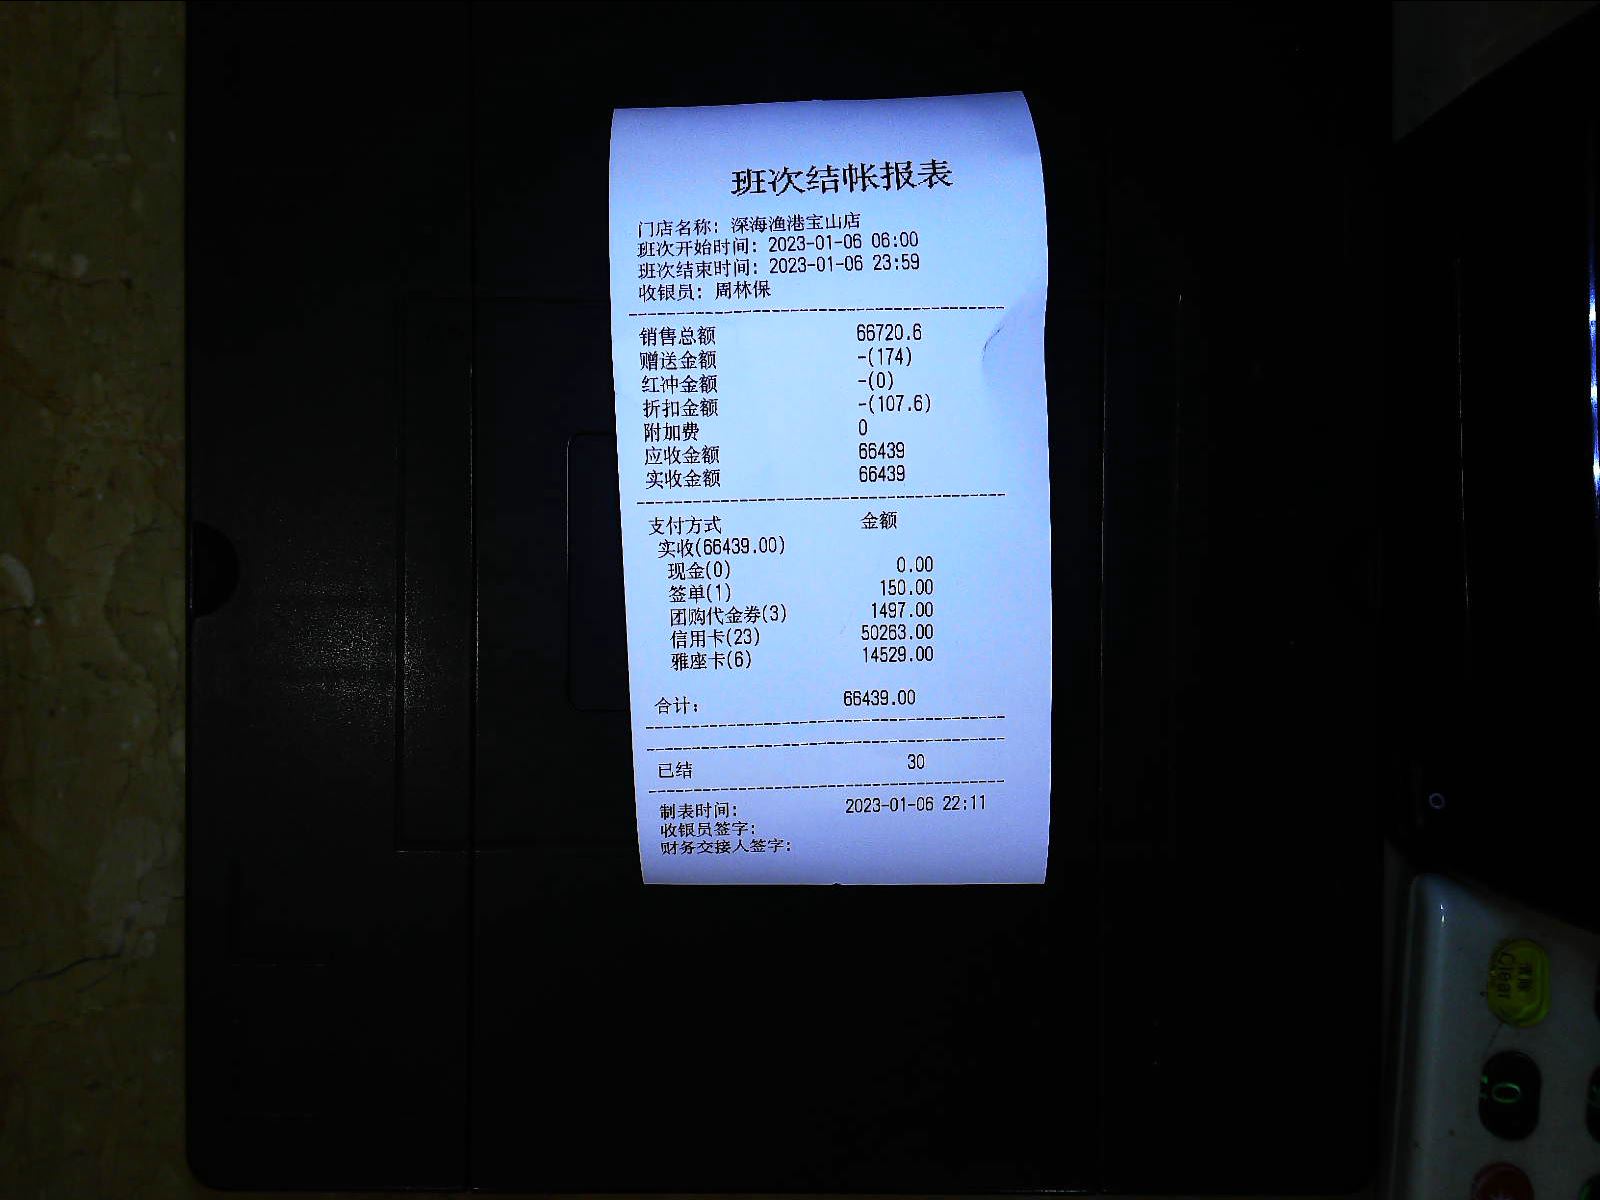 班次结帐报表
门店名称: 深海渔港宝山店
班次开始时间: 2023-01-06 06:00
班次结束时间: 2023-01-06 23:59
收银员: 周林保
销售总额 66720.6
赠送金额 -(174)
红冲金额 -(0)
折扣金额 -(107.6)
附加费 0
应收金额 66439
实收金额 66439
支付方式 金额
实收(66439.00)
现金(0) 0.00
签单(1) 150.00
团购代金券(3) 1497.00
信用卡(23) 50263.00
雅座卡(6) 14529.00
合计: 66439.00
已结 30
制表时间: 2023-01-06 22:11
收银员签字:
财务交接人签字:
清除
Clear
0